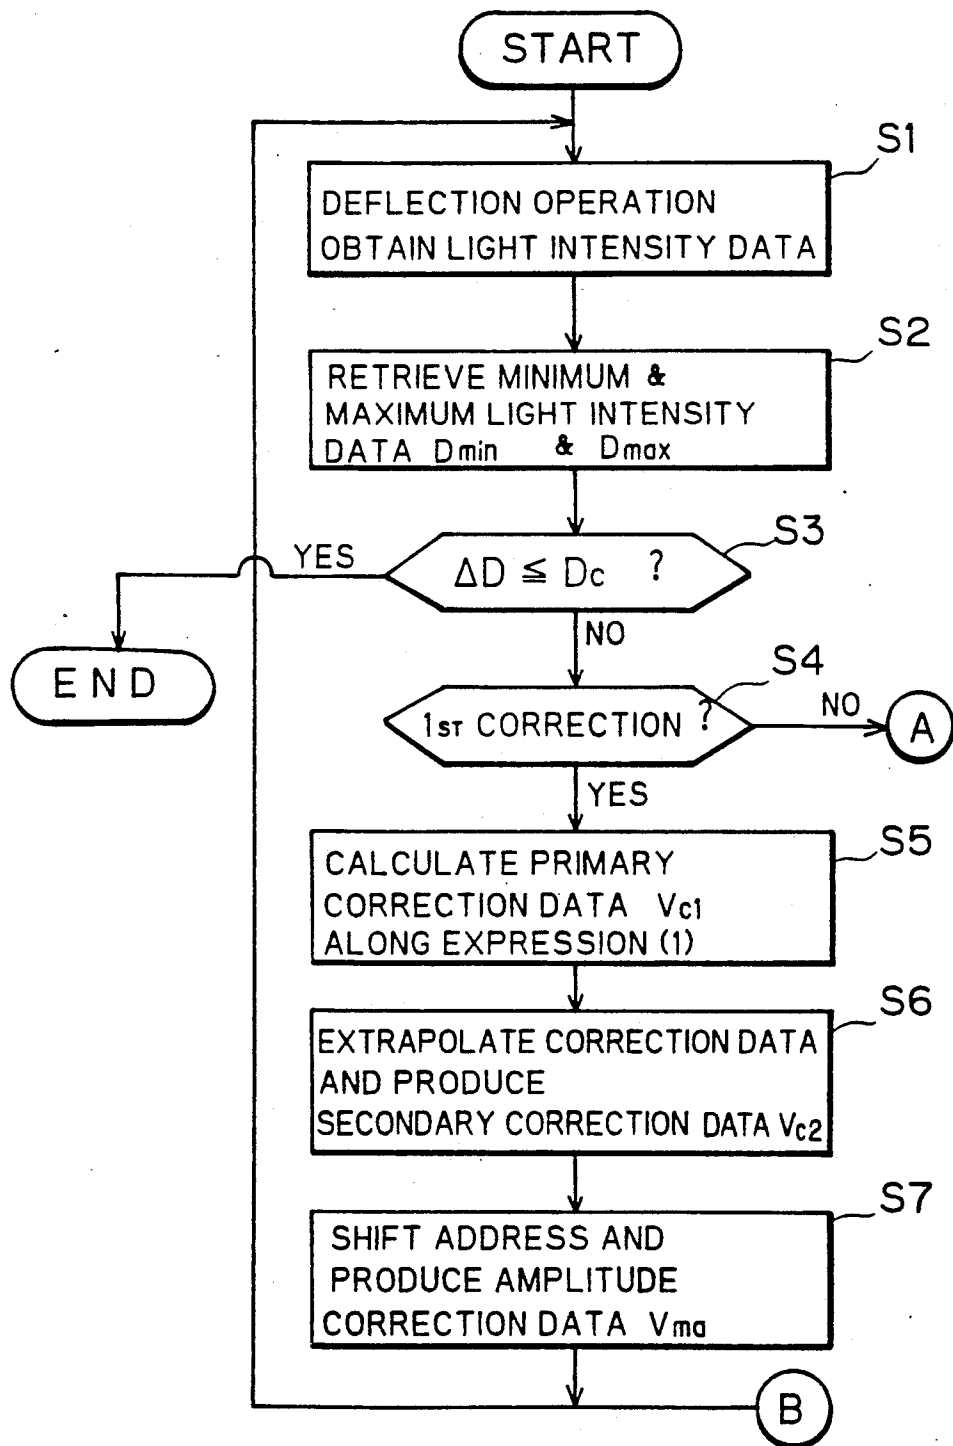 START
S1
DEFLECTION OPERATION
OBTAIN LIGHT INTENSITY DATA
S2
RETRIEVE MINIMUM &
MAXIMUM LIGHT INTENSITY
DATA Dmin & Dmax
S3
YES
ΔD ≦ Dc ?
NO
END
S4
1ST CORRECTION ?
NO
A
YES
S5
CALCULATE PRIMARY
CORRECTION DATA Vc1
ALONG EXPRESSION (1)
S6
EXTRAPOLATE CORRECTION DATA
AND PRODUCE
SECONDARY CORRECTION DATA Vc2
S7
SHIFT ADDRESS AND
PRODUCE AMPLITUDE
CORRECTION DATA Vma
B